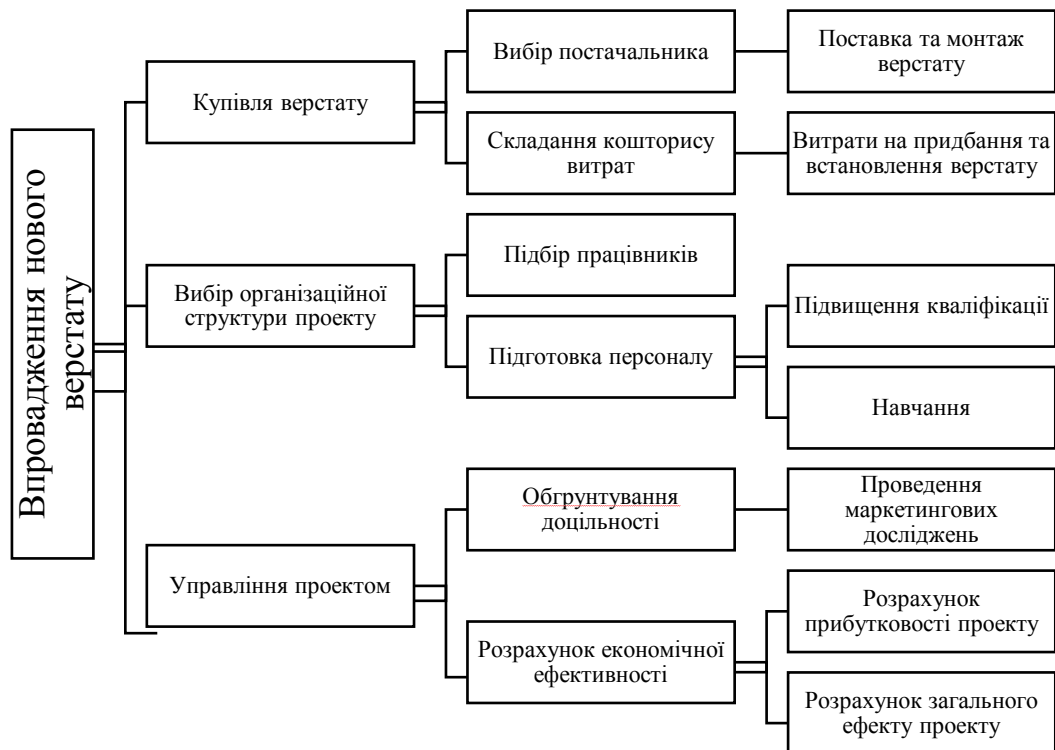 Впровадження нового
верстату
Купівля верстату
Вибір постачальника
Поставка та монтаж
верстату
Складання кошторису
витрат
Витрати на придбання та
встановлення верстату
Вибір організаційної
структури проекту
Підбір працівників
Підготовка персоналу
Підвищення кваліфікації
Навчання
Управління проектом
Обгрунтування
доцільності
Проведення
маркетингових
досліджень
Розрахунок економічної
ефективності
Розрахунок
прибутковості проекту
Розрахунок загального
ефекту проекту